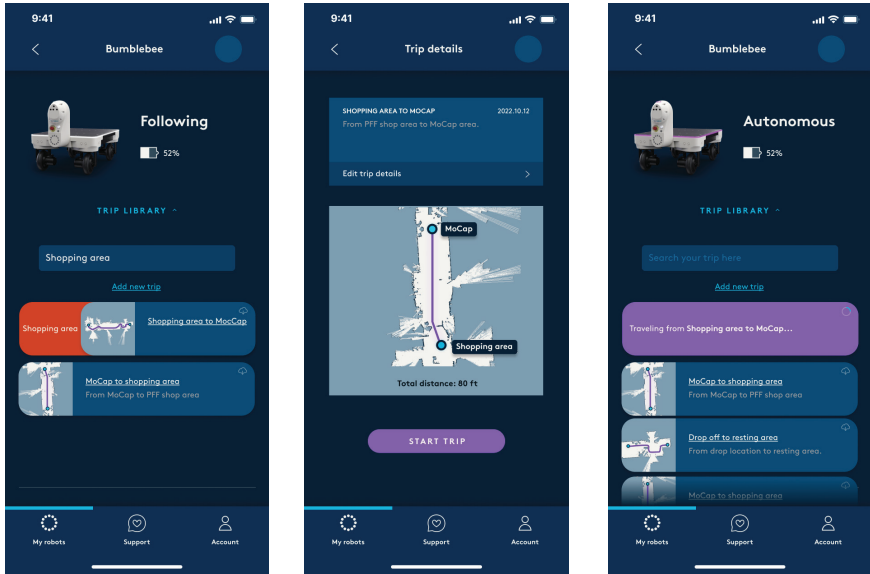 9:41
Bumblebee
Following
52%
TRIP LIBRARY
Shopping area
Add new trip
Shopping area
Shopping area to MocCap
MoCap to shopping area
From MoCap to PFF shop area
My robots
Support
Account
9:41
Trip details
SHOPPING AREA TO MOCAP
2022.10.12
From PFF shop area to MoCap area.
Edit trip details
MoCap
Shopping area
Total distance: 80 ft
START TRIP
My robots
Support
Account
9:41
Bumblebee
Autonomous
52%
TRIP LIBRARY
Search your trip here
Add new trip
Traveling from Shopping area to MoCap...
MoCap to shopping area
From MoCap to PFF shop area
Drop off to resting area
From drop location to resting area.
MoCap to shopping area
My robots
Support
Account